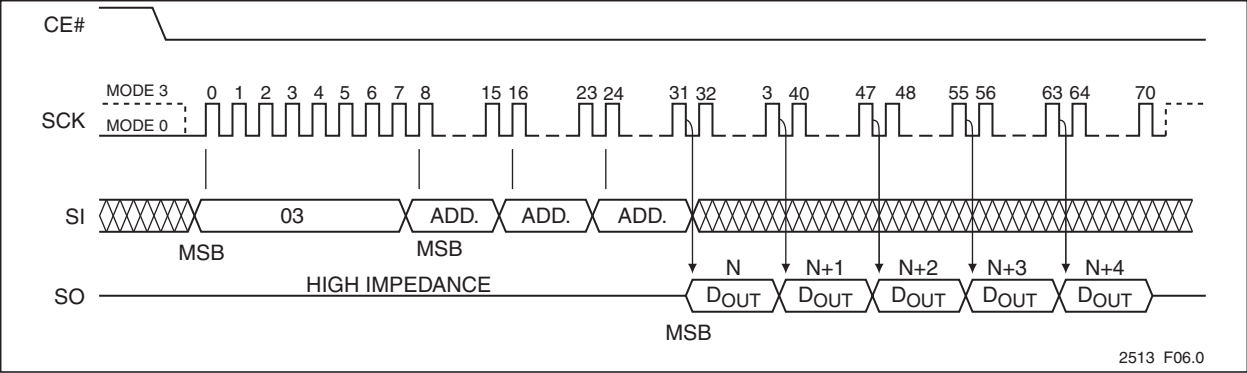 CE#
MODE 3 0 1 2 3 4 5 6 7 8 15 16 23 24 31 32 3 40 47 48 55 56 63 64 70
SCK MODE 0
SI 03 ADD. ADD. ADD.
MSB MSB
N N+1 N+2 N+3 N+4
HIGH IMPEDANCE
SO DOUT DOUT DOUT DOUT DOUT
MSB
2513 F06.0